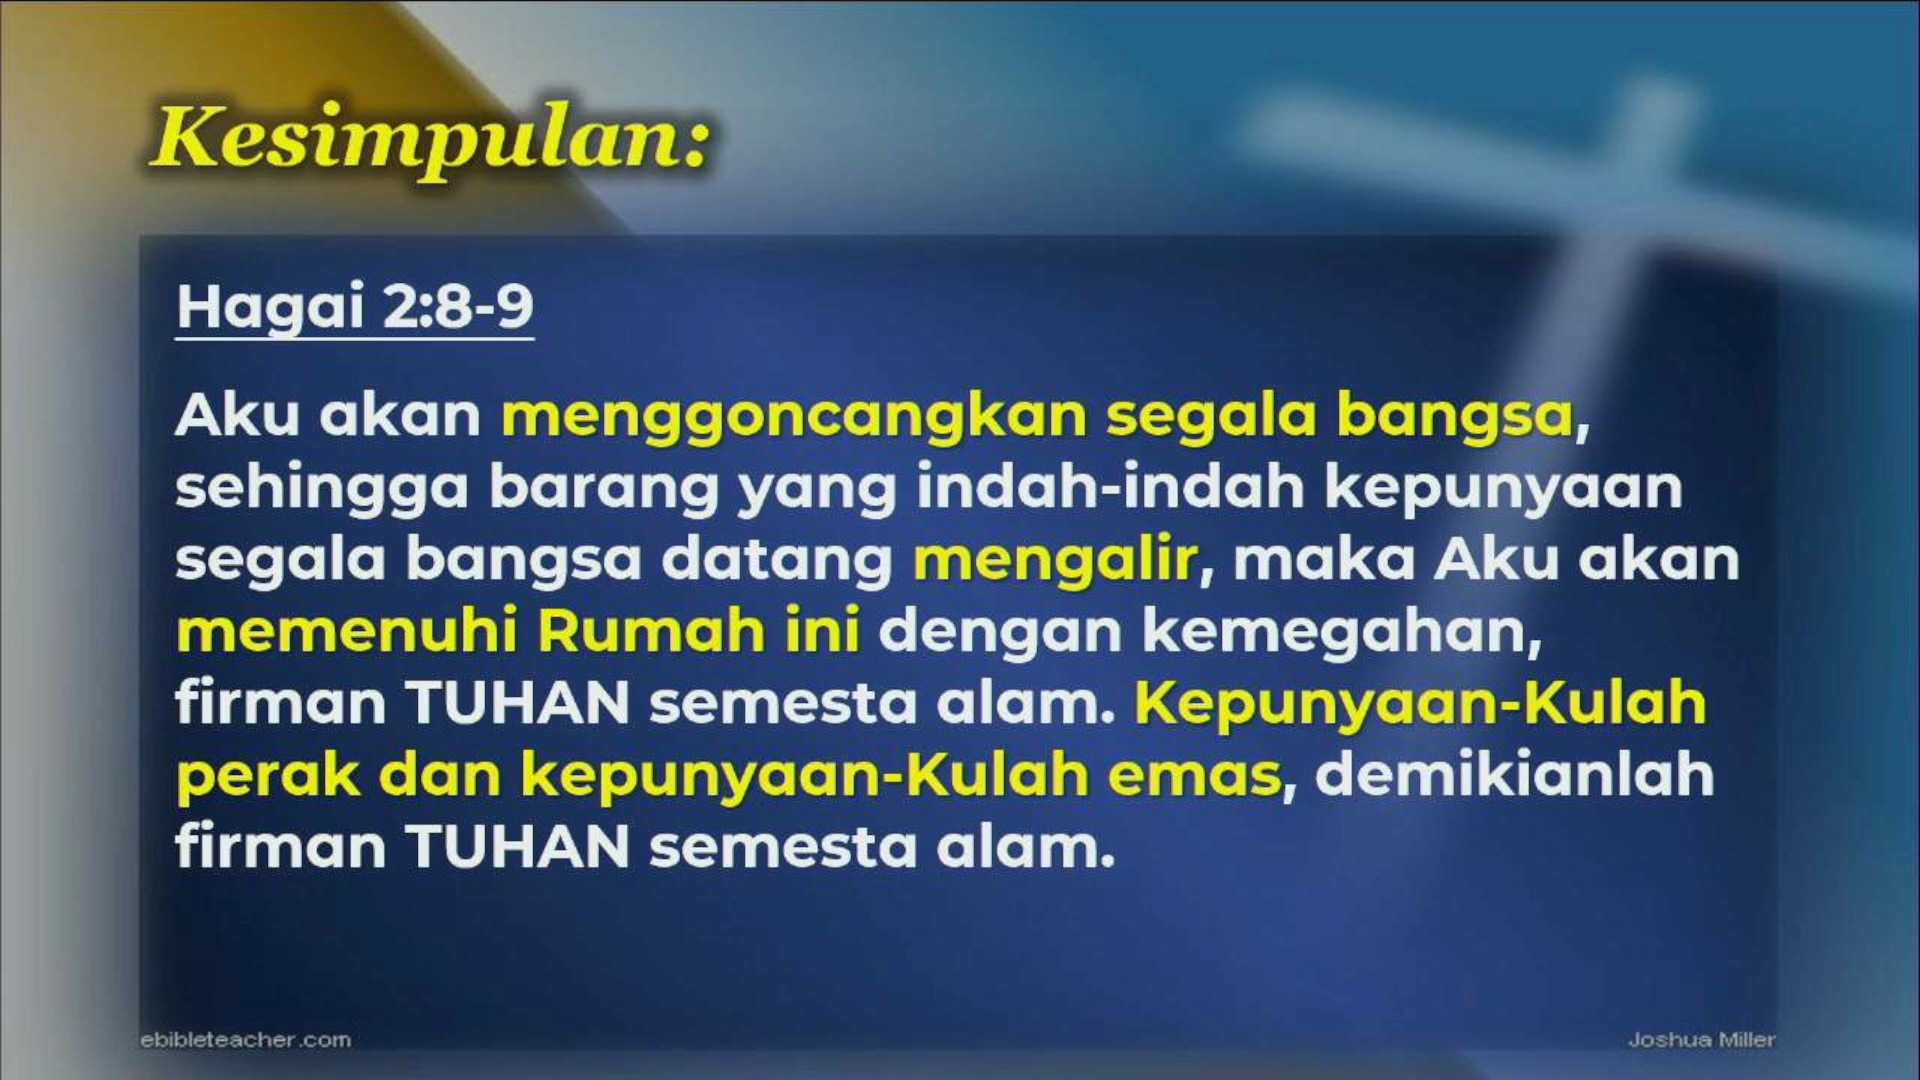 Kesimpulan:
Hagai 2:8-9
Aku akan menggoncangkan segala bangsa,
sehingga barang yang indah-indah kepunyaan
segala bangsa datang mengalir, maka Aku akan
memenuhi Rumah ini dengan kemegahan,
firman TUHAN semesta alam. Kepunyaan-Kulah
perak dan kepunyaan-Kulah emas, demikianlah
firman TUHAN semesta alam.
ebibleteacher.com
Joshua Miller